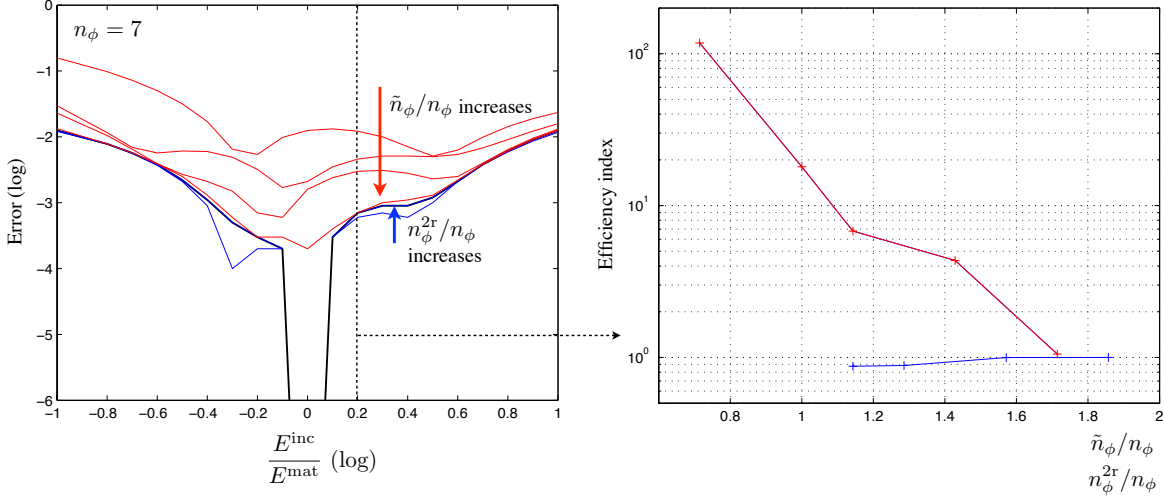 n_ϕ = 7
0
−1
−2
−3
−4
−5
−6
Error (log)
ñ_ϕ/n_ϕ increases
n_ϕ^{2r}/n_ϕ
increases
−1 −0.8 −0.6 −0.4 −0.2 0 0.2 0.4 0.6 0.8 1
E^{inc}
E^{mat} (log)
10^2
10^1
10^0
Efficiency index
0.8 1 1.2 1.4 1.6 1.8 2
ñ_ϕ/n_ϕ
n_ϕ^{2r}/n_ϕ